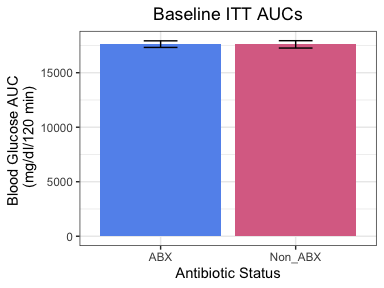 Baseline ITT AUCs
Blood Glucose AUC
(mg/dl/120 min)
15000
10000
5000
0
ABX
Non_ABX
Antibiotic Status